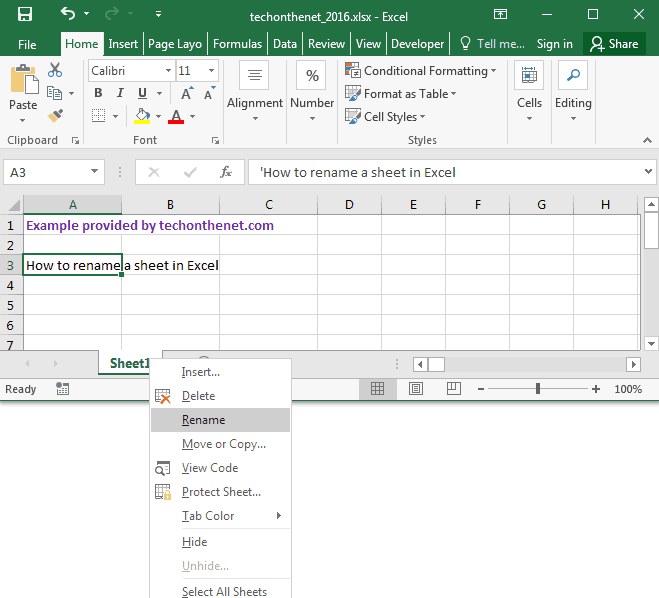 techonthenet_2016.xlsx - Excel
File Home Insert Page Layo Formulas Data Review View Developer Tell me... Sign in Share
Calibri 11
Conditional Formatting
Format as Table
Cell Styles
B I U A A
A
%
Paste
Alignment
Number
Cells
Editing
Clipboard Font Styles
A3 fx 'How to rename a sheet in Excel
A B C D E F G H
1 Example provided by techonthenet.com
2
3 How to rename a sheet in Excel
4
5
6
7
Sheet1
Ready 100%
Insert...
Delete
Rename
Move or Copy...
View Code
Protect Sheet...
Tab Color
Hide
Unhide...
Select All Sheets